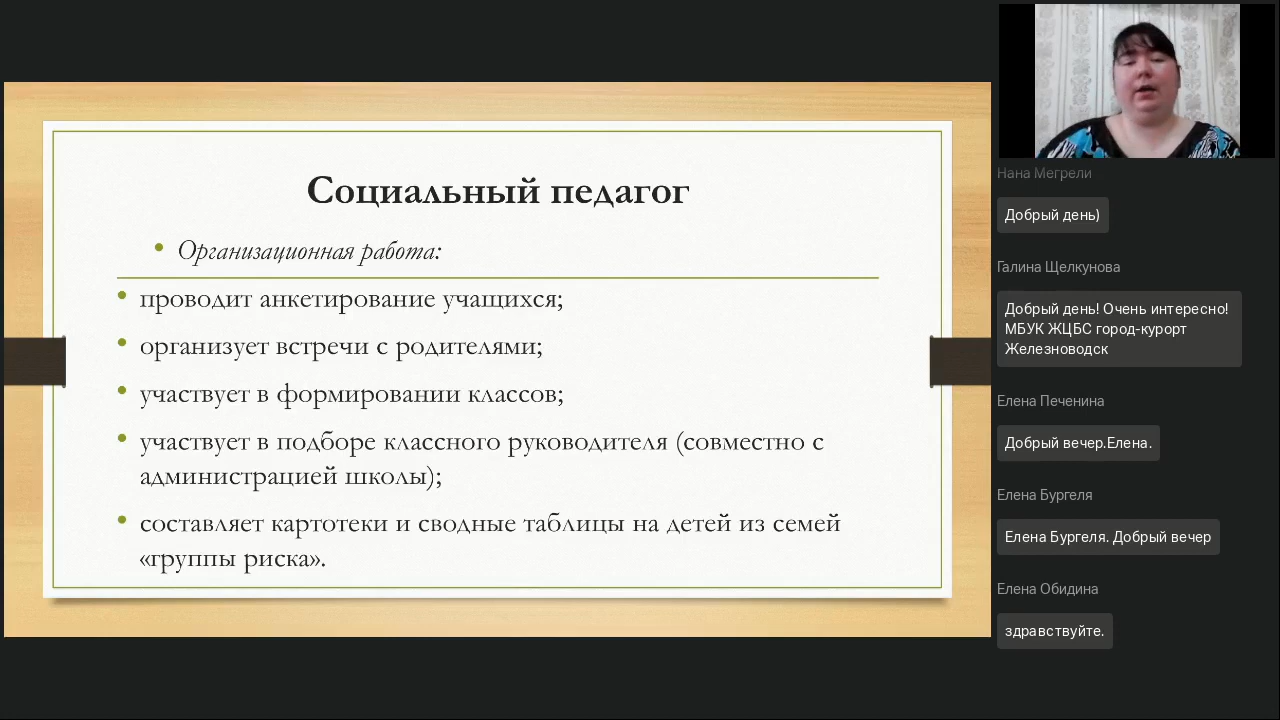 Социальный педагог
Организационная работа:
проводит анкетирование учащихся;
организует встречи с родителями;
участвует в формировании классов;
участвует в подборе классного руководителя (совместно с
администрацией школы);
составляет картотеки и сводные таблицы на детей из семей
«группы риска».
Нана Мегрели
Добрый день)
Галина Щелкунова
Добрый день! Очень интересно!
МБУК ЖЦБС город-курорт
Железноводск
Елена Печенина
Добрый вечер.Елена.
Елена Бургеля
Елена Бургеля. Добрый вечер
Елена Обидина
здравствуйте.